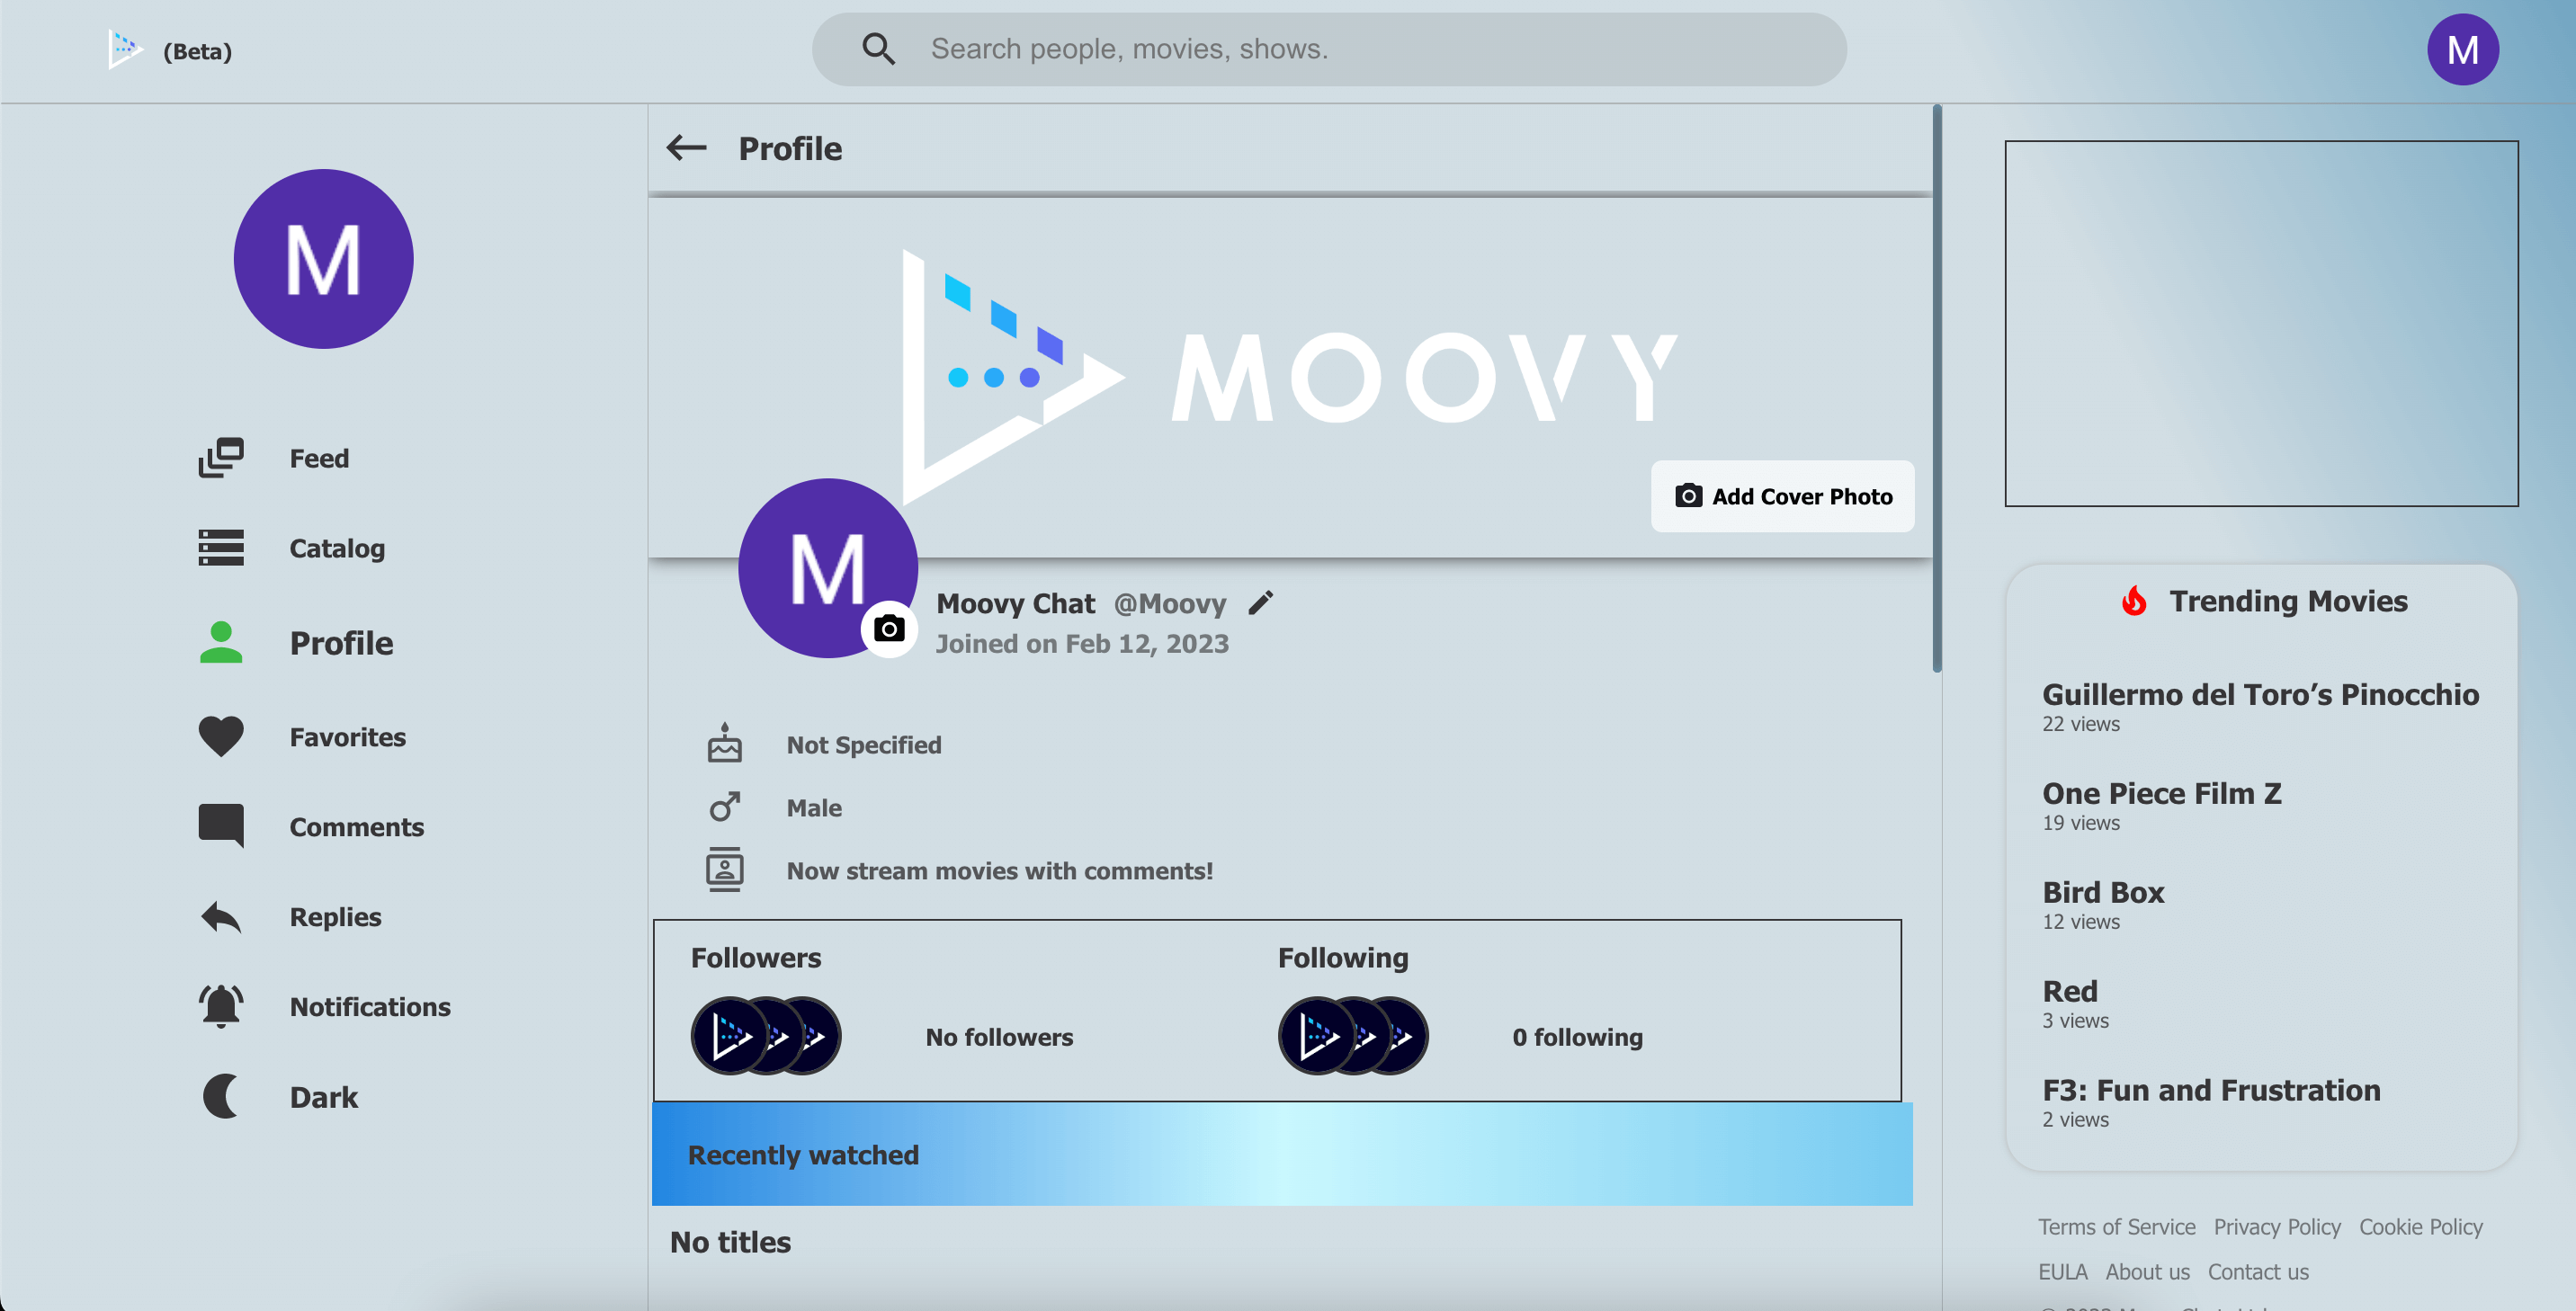 (Beta)
Search people, movies, shows.
M
M
Feed
Catalog
Profile
Favorites
Comments
Replies
Notifications
Dark
Profile
MOOVY
Add Cover Photo
M
Moovy Chat @Moovy
Joined on Feb 12, 2023
Not Specified
Male
Now stream movies with comments!
Followers
No followers
Following
0 following
Recently watched
No titles
Trending Movies
Guillermo del Toro’s Pinocchio
22 views
One Piece Film Z
19 views
Bird Box
12 views
Red
3 views
F3: Fun and Frustration
2 views
Terms of Service Privacy Policy Cookie Policy
EULA About us Contact us